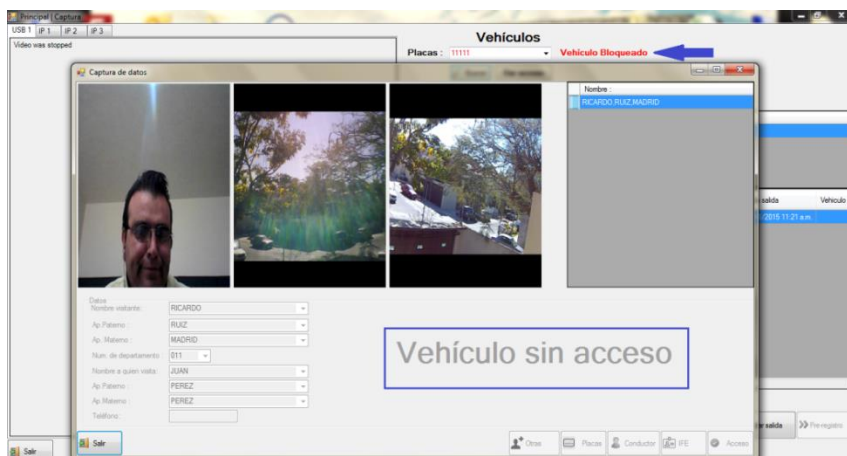 Principal | Captura
USB 1 IP 1 IP 2 IP 3
Video was stopped
Vehículos
Placas : 11111 Vehículo Bloqueado
Captura de datos
Nombre :
RICARDO,RUIZ,MADRID
salida Vehiculo
/2015 11:21 a.m.
Datos
Nombre visitante: RICARDO
Ap.Paterno : RUIZ
Ap. Materno : MADRID
Num. de departamento : 011
Nombre a quien visita: JUAN
Ap.Paterno : PEREZ
Ap.Materno : PEREZ
Teléfono :
Vehículo sin acceso
Salir Otras Placas Conductor IFE Acceso
ar salida Pre-registro
Salir